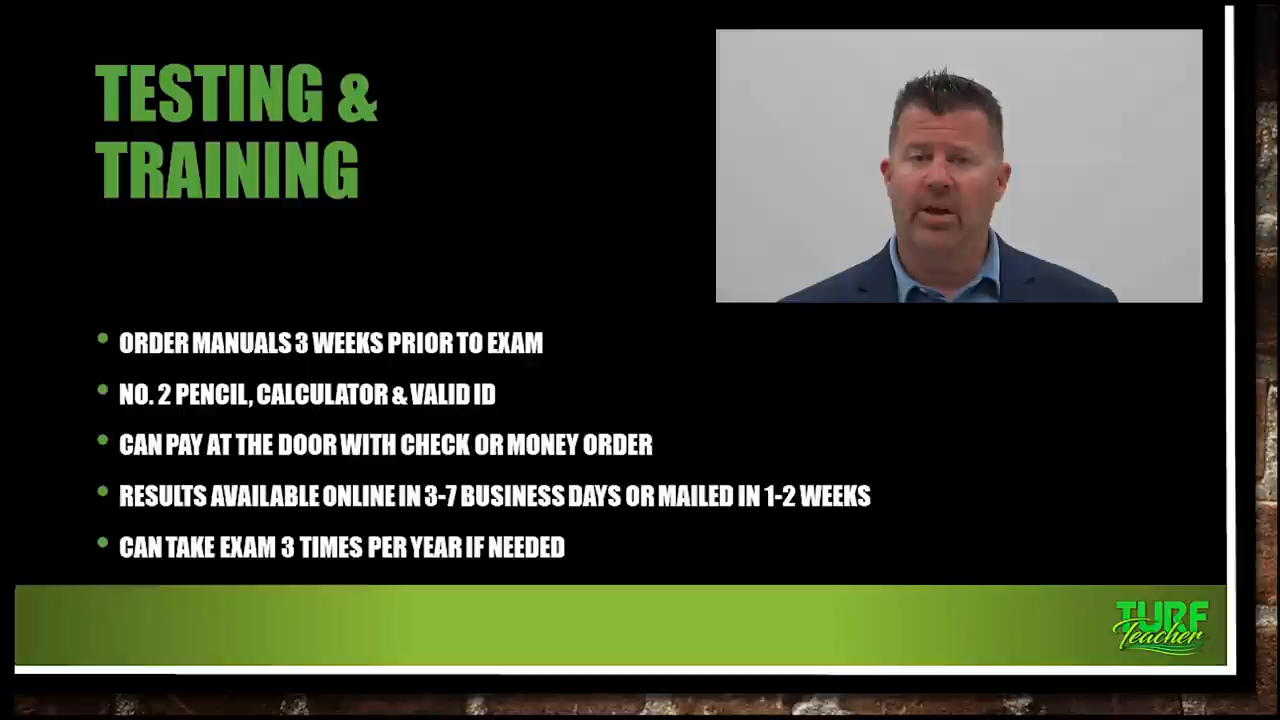 TESTING &
TRAINING
ORDER MANUALS 3 WEEKS PRIOR TO EXAM
NO. 2 PENCIL, CALCULATOR & VALID ID
CAN PAY AT THE DOOR WITH CHECK OR MONEY ORDER
RESULTS AVAILABLE ONLINE IN 3-7 BUSINESS DAYS OR MAILED IN 1-2 WEEKS
CAN TAKE EXAM 3 TIMES PER YEAR IF NEEDED
TURF
Teacher